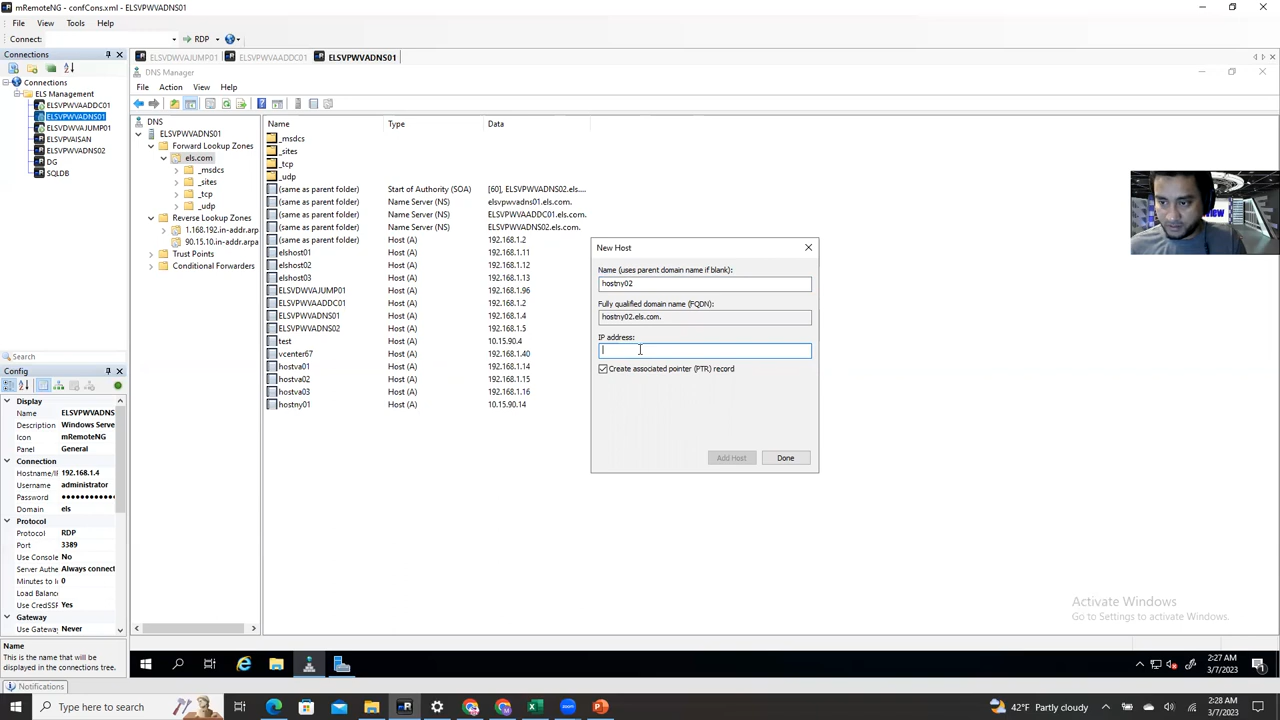 mRemoteNG - confCons.xml - ELSVPWVADNS01
File View Tools Help
Connect: RDP
Connections
Connections
ELS Management
ELSVPWVAADDC01
ELSVPWVADNS01
ELSVDWVAJUMP01
ELSVPVAISAN
ELSVPWVADNS02
DG
SQLDB
Search
Config
Display
Name ELSVPWVADNS
Description Windows Serve
Icon mRemoteNG
Panel General
Connection
Hostname/I 192.168.1.4
Username administrator
Password ••••••••••••
Domain els
Protocol
Protocol RDP
Port 3389
Use Console No
Server Authe Always connect
Minutes to I 0
Load Balanc
Use CredSSP Yes
Gateway
Use Gateway Never
Name
This is the name that will be
displayed in the connections tree.
Notifications
ELSVDWVAJUMP01 ELSVPWVAADDC01 ELSVPWVADNS01
DNS Manager
File Action View Help
DNS
ELSVPWVADNS01
Forward Lookup Zones
els.com
_msdcs
_sites
_tcp
_udp
Reverse Lookup Zones
1.168.192.in-addr.arp
90.15.10.in-addr.arpa
Trust Points
Conditional Forwarders
Name Type Data
_msdcs
_sites
_tcp
_udp
(same as parent folder) Start of Authority (SOA) [60], ELSVPWVADNS02.els....
(same as parent folder) Name Server (NS) elsvpwvadns01.els.com.
(same as parent folder) Name Server (NS) ELSVPWVAADDC01.els.com.
(same as parent folder) Name Server (NS) ELSVPWVADNS02.els.com.
(same as parent folder) Host (A) 192.168.1.2
elshost01 Host (A) 192.168.1.11
elshost02 Host (A) 192.168.1.12
elshost03 Host (A) 192.168.1.13
ELSVDWVAJUMP01 Host (A) 192.168.1.96
ELSVPWVAADDC01 Host (A) 192.168.1.2
ELSVPWVADNS01 Host (A) 192.168.1.4
ELSVPWVADNS02 Host (A) 192.168.1.5
test Host (A) 10.15.90.4
vcenter67 Host (A) 192.168.1.40
hostva01 Host (A) 192.168.1.14
hostva02 Host (A) 192.168.1.15
hostva03 Host (A) 192.168.1.16
hostny01 Host (A) 10.15.90.14
New Host
Name (uses parent domain name if blank):
hostny02
Fully qualified domain name (FQDN):
hostny02.els.com.
IP address:
Create associated pointer (PTR) record
Add Host Done
Activate Windows
Go to Settings to activate Windows.
2:27 AM
3/7/2023
Type here to search
42°F Partly cloudy
2:28 AM
3/7/2023